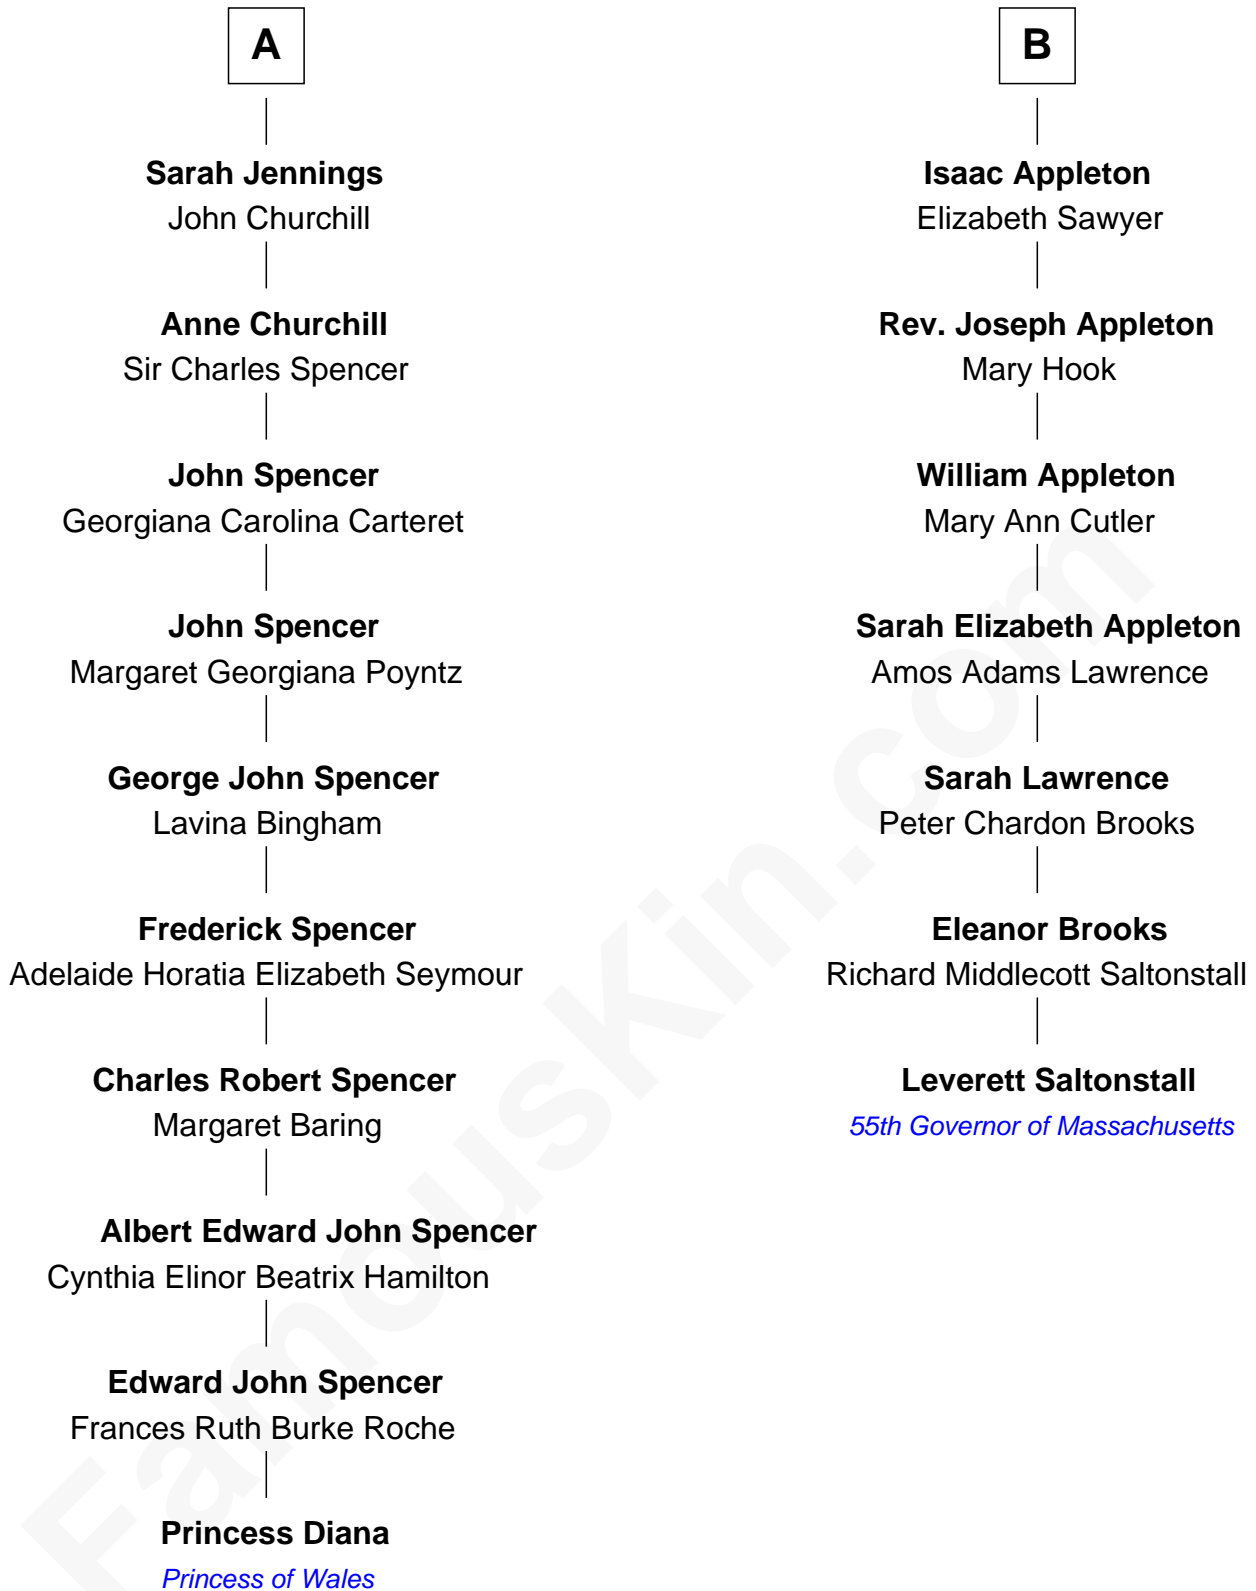 A
Sarah Jennings
John Churchill
Anne Churchill
Sir Charles Spencer
John Spencer
Georgiana Carolina Carteret
John Spencer
Margaret Georgiana Poyntz
George John Spencer
Lavina Bingham
Frederick Spencer
Adelaide Horatia Elizabeth Seymour
Charles Robert Spencer
Margaret Baring
Albert Edward John Spencer
Cynthia Elinor Beatrix Hamilton
Edward John Spencer
Frances Ruth Burke Roche
Princess Diana
Princess of Wales
B
Isaac Appleton
Elizabeth Sawyer
Rev. Joseph Appleton
Mary Hook
William Appleton
Mary Ann Cutler
Sarah Elizabeth Appleton
Amos Adams Lawrence
Sarah Lawrence
Peter Chardon Brooks
Eleanor Brooks
Richard Middlecott Saltonstall
Leverett Saltonstall
55th Governor of Massachusetts
FamousKin.com